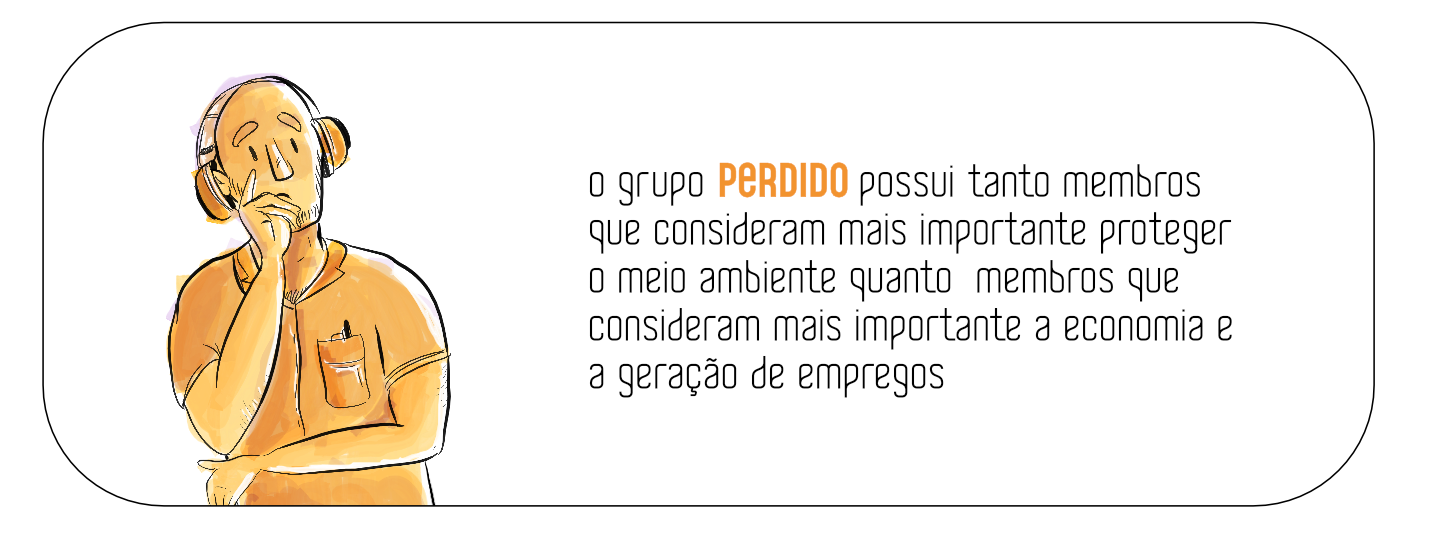 o grupo PERDIDO possui tanto membros
que consideram mais importante proteger
o meio ambiente quanto  membros que
consideram mais importante a economia e
a geração de empregos